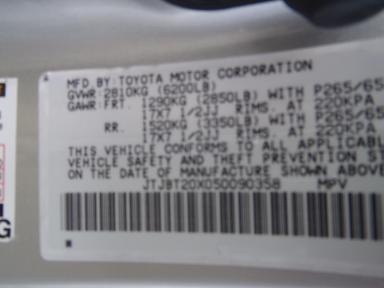 MFD BY: TOYOTA MOTOR CORPORATION
GVWR: 2810KG (6200LB)
GAWR: FRT. 1290KG (2850LB) WITH P265/65
17X7 1/2JJ RIMS. AT 220KPA
RR. 1520KG (3350LB) WITH P265/65
17X7 1/2JJ RIMS. AT 220KPA
THIS VEHICLE CONFORMS TO ALL APPLICABL
VEHICLE SAFETY AND THEFT PREVENTION S
ON THE DATE OF MANUFACTURE SHOWN ABOVE
JTJBT20X050090358 MPV
G